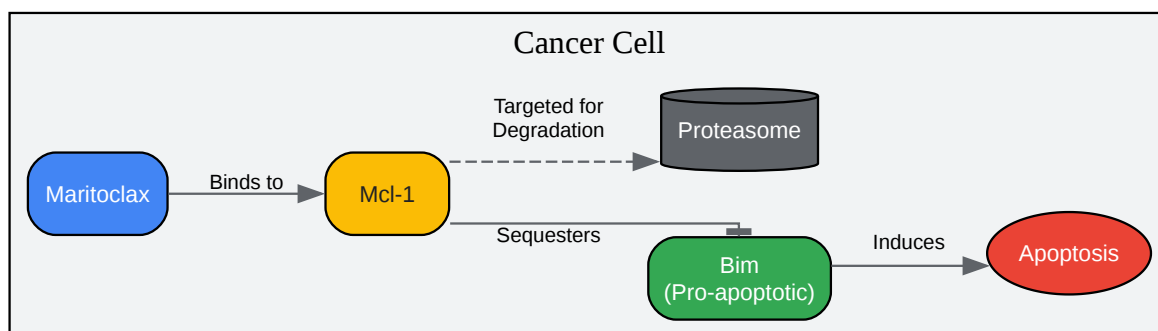 Cancer Cell
Targeted for
Degradation
Proteasome
Maritoclax
Binds to
Mcl-1
Sequesters
Bim
(Pro-apoptotic)
Induces
Apoptosis